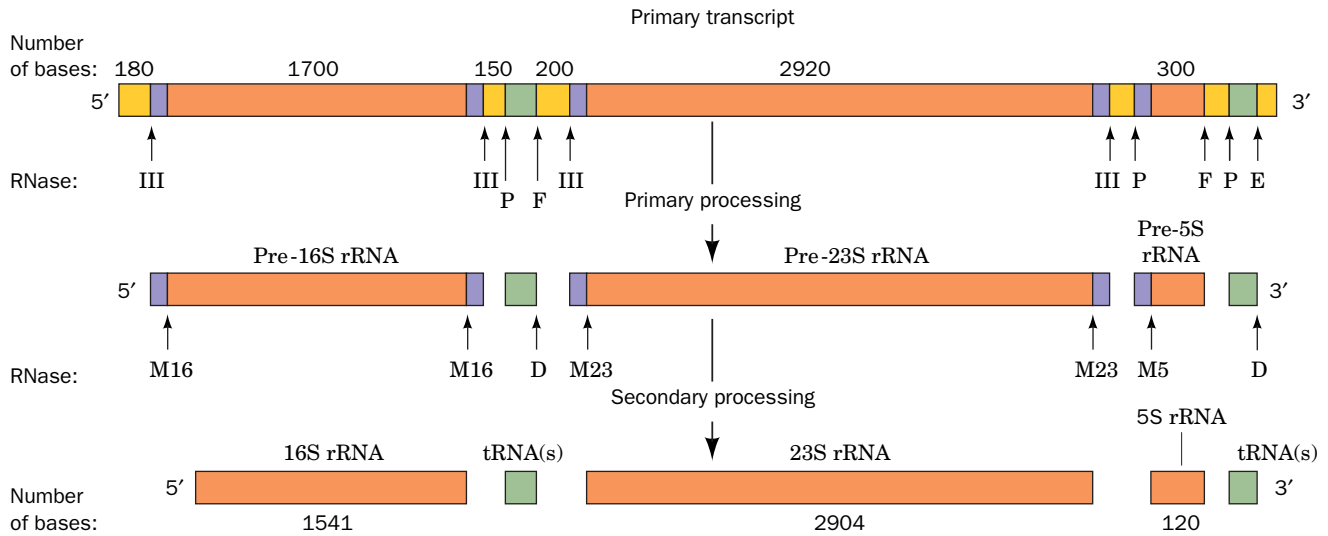 Primary transcript
Number
of bases: 180 1700 150 200 2920 300
5′ 3′
RNase: III III P F III III P F P E
Primary processing
Pre-16S rRNA Pre-23S rRNA Pre-5S
rRNA
5′ 3′
RNase: M16 M16 D M23 M23 M5 D
Secondary processing
5S rRNA
16S rRNA tRNA(s) 23S rRNA tRNA(s)
5′ 3′
Number
of bases: 1541 2904 120